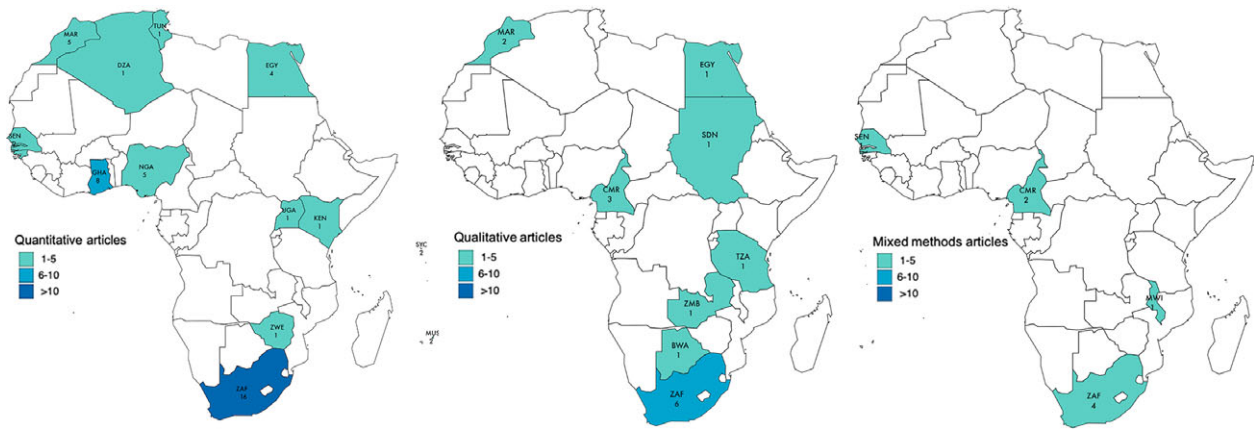 MAR
5
TUN
1
DZA
1
EGY
4
SEN
GHA
8
NGA
5
UGA
1
KEN
1
SYC
2
MUS
ZWE
1
ZAF
Quantitative articles
1-5
6-10
>10
MAR
2
EGY
1
SDN
1
CMR
3
TZA
1
ZMB
1
BWA
1
ZAF
6
Qualitative articles
1-5
6-10
>10
SEN
CMR
2
MWI
1
ZAF
4
Mixed methods articles
1-5
6-10
>10